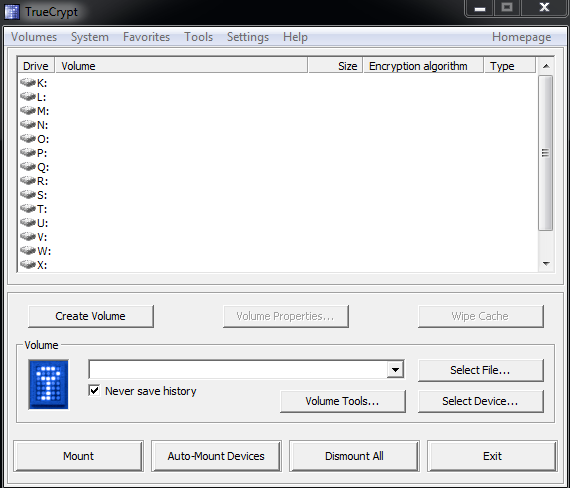 TrueCrypt
Volumes System Favorites Tools Settings Help Homepage
Drive Volume Size Encryption algorithm Type
K:
L:
M:
N:
O:
P:
Q:
R:
S:
T:
U:
V:
W:
X:
Create Volume Volume Properties... Wipe Cache
Volume
Select File...
Never save history
Volume Tools... Select Device...
Mount Auto-Mount Devices Dismount All Exit